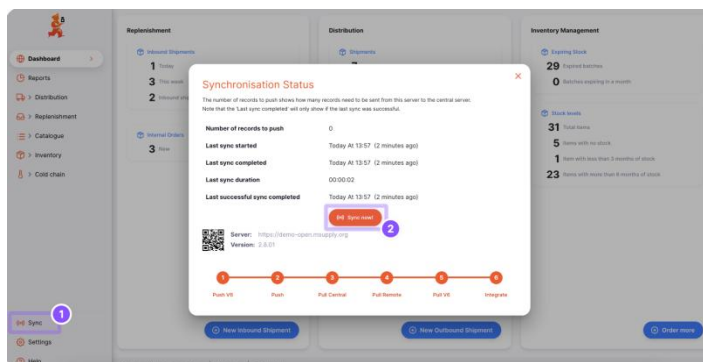 Replenishment
Distribution
Inventory Management
Inbound Shipments
Shipments
Expiring Stock
1 Today
29 Expired batches
3 This week
0 Batches expiring in a month
2
Dashboard
Reports
Distribution
Replenishment
Catalogue
Inventory
Cold chain
Internal Orders
3 New
Stock levels
31 Total items
5 Items with no stock
1 Item with less than 3 months of stock
23 Items with more than 6 months of stock
Synchronisation Status
The number of records to push shows how many records need to be sent from this server to the central server.
Note that the 'Last sync completed' will only show if the last sync was successful.
Number of records to push 0
Last sync started Today At 13:57 (2 minutes ago)
Last sync completed Today At 13:57 (2 minutes ago)
Last sync duration 00:00:02
Last successful sync completed Today At 13:57 (2 minutes ago)
Sync now!
2
Server: https://demo-open.msupply.org
Version: 2.8.01
1 2 3 4 5 6
Push V6 Push Pull Central Pull Remote Pull V6 Integrate
1
Sync
Settings
Help
New Inbound Shipment
New Outbound Shipment
Order more